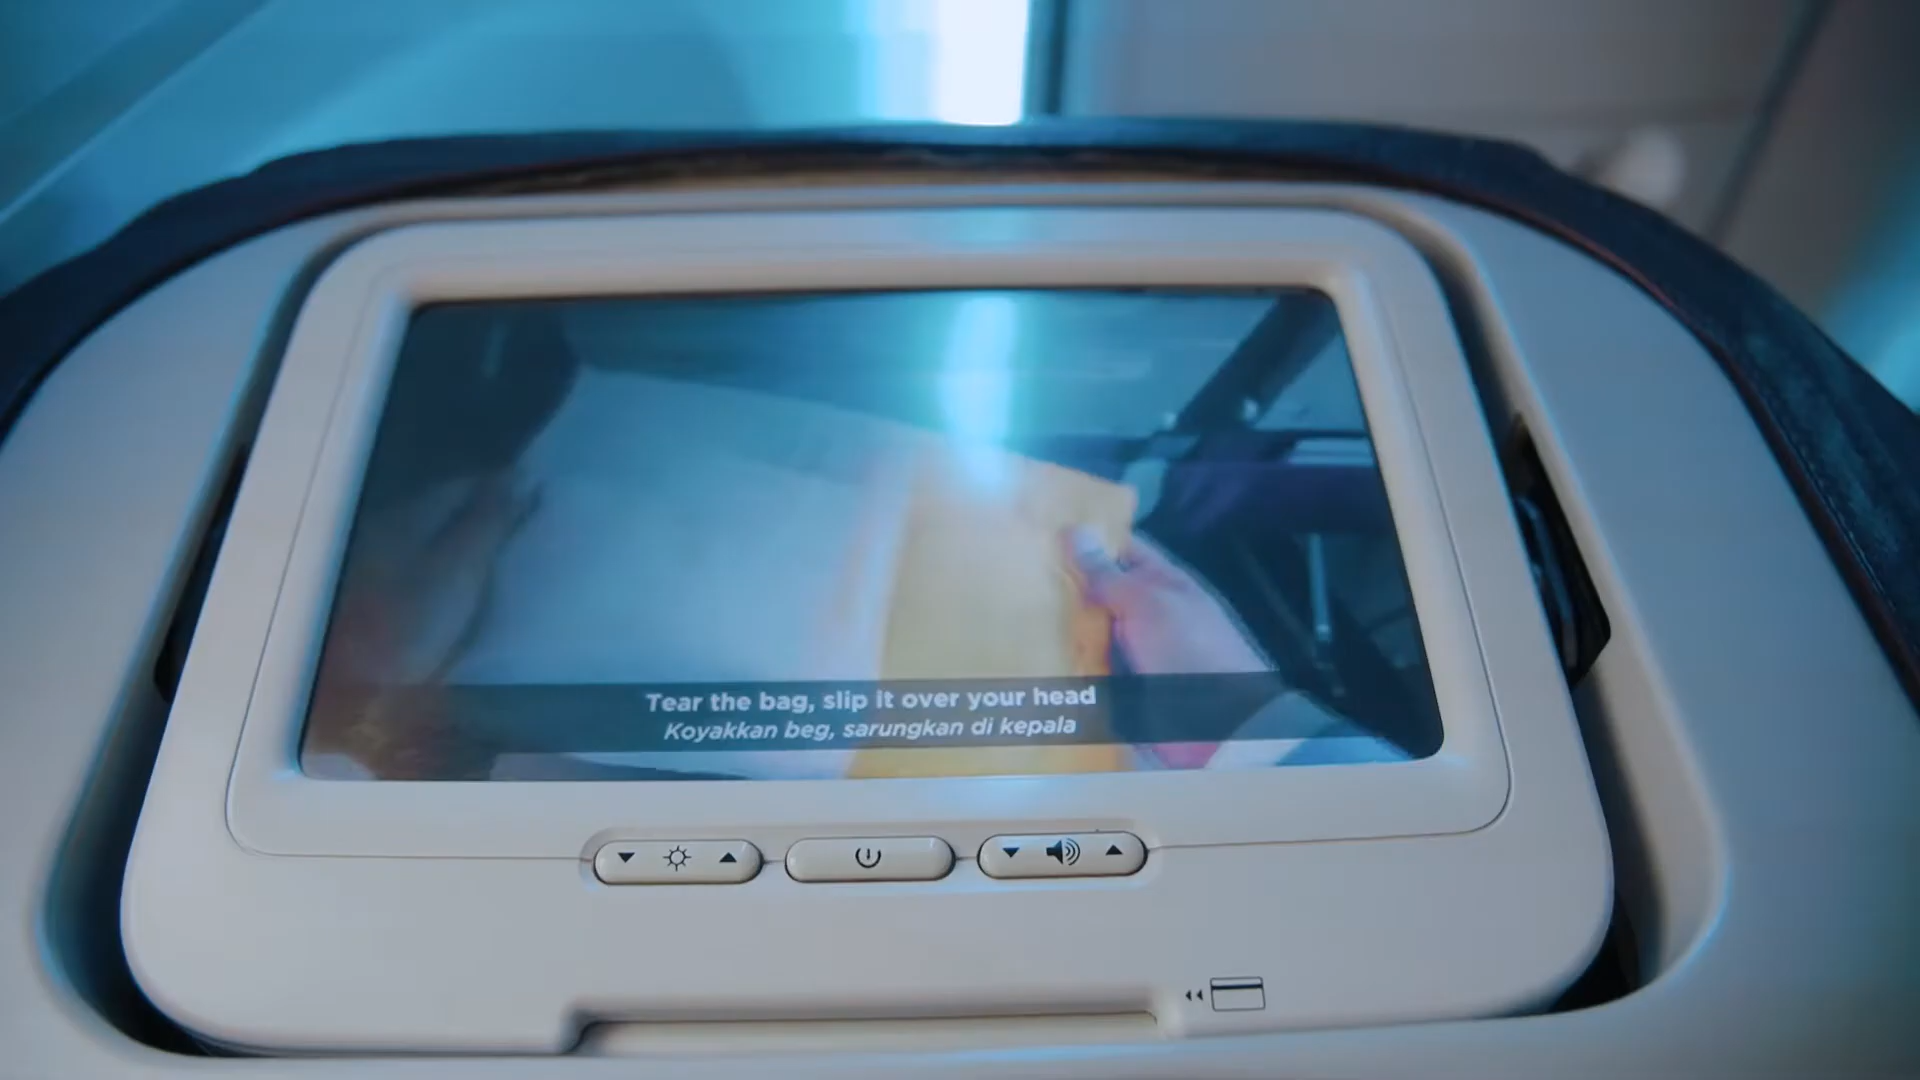 Tear the bag, slip it over your head
Koyakkan beg, sarungkan di kepala